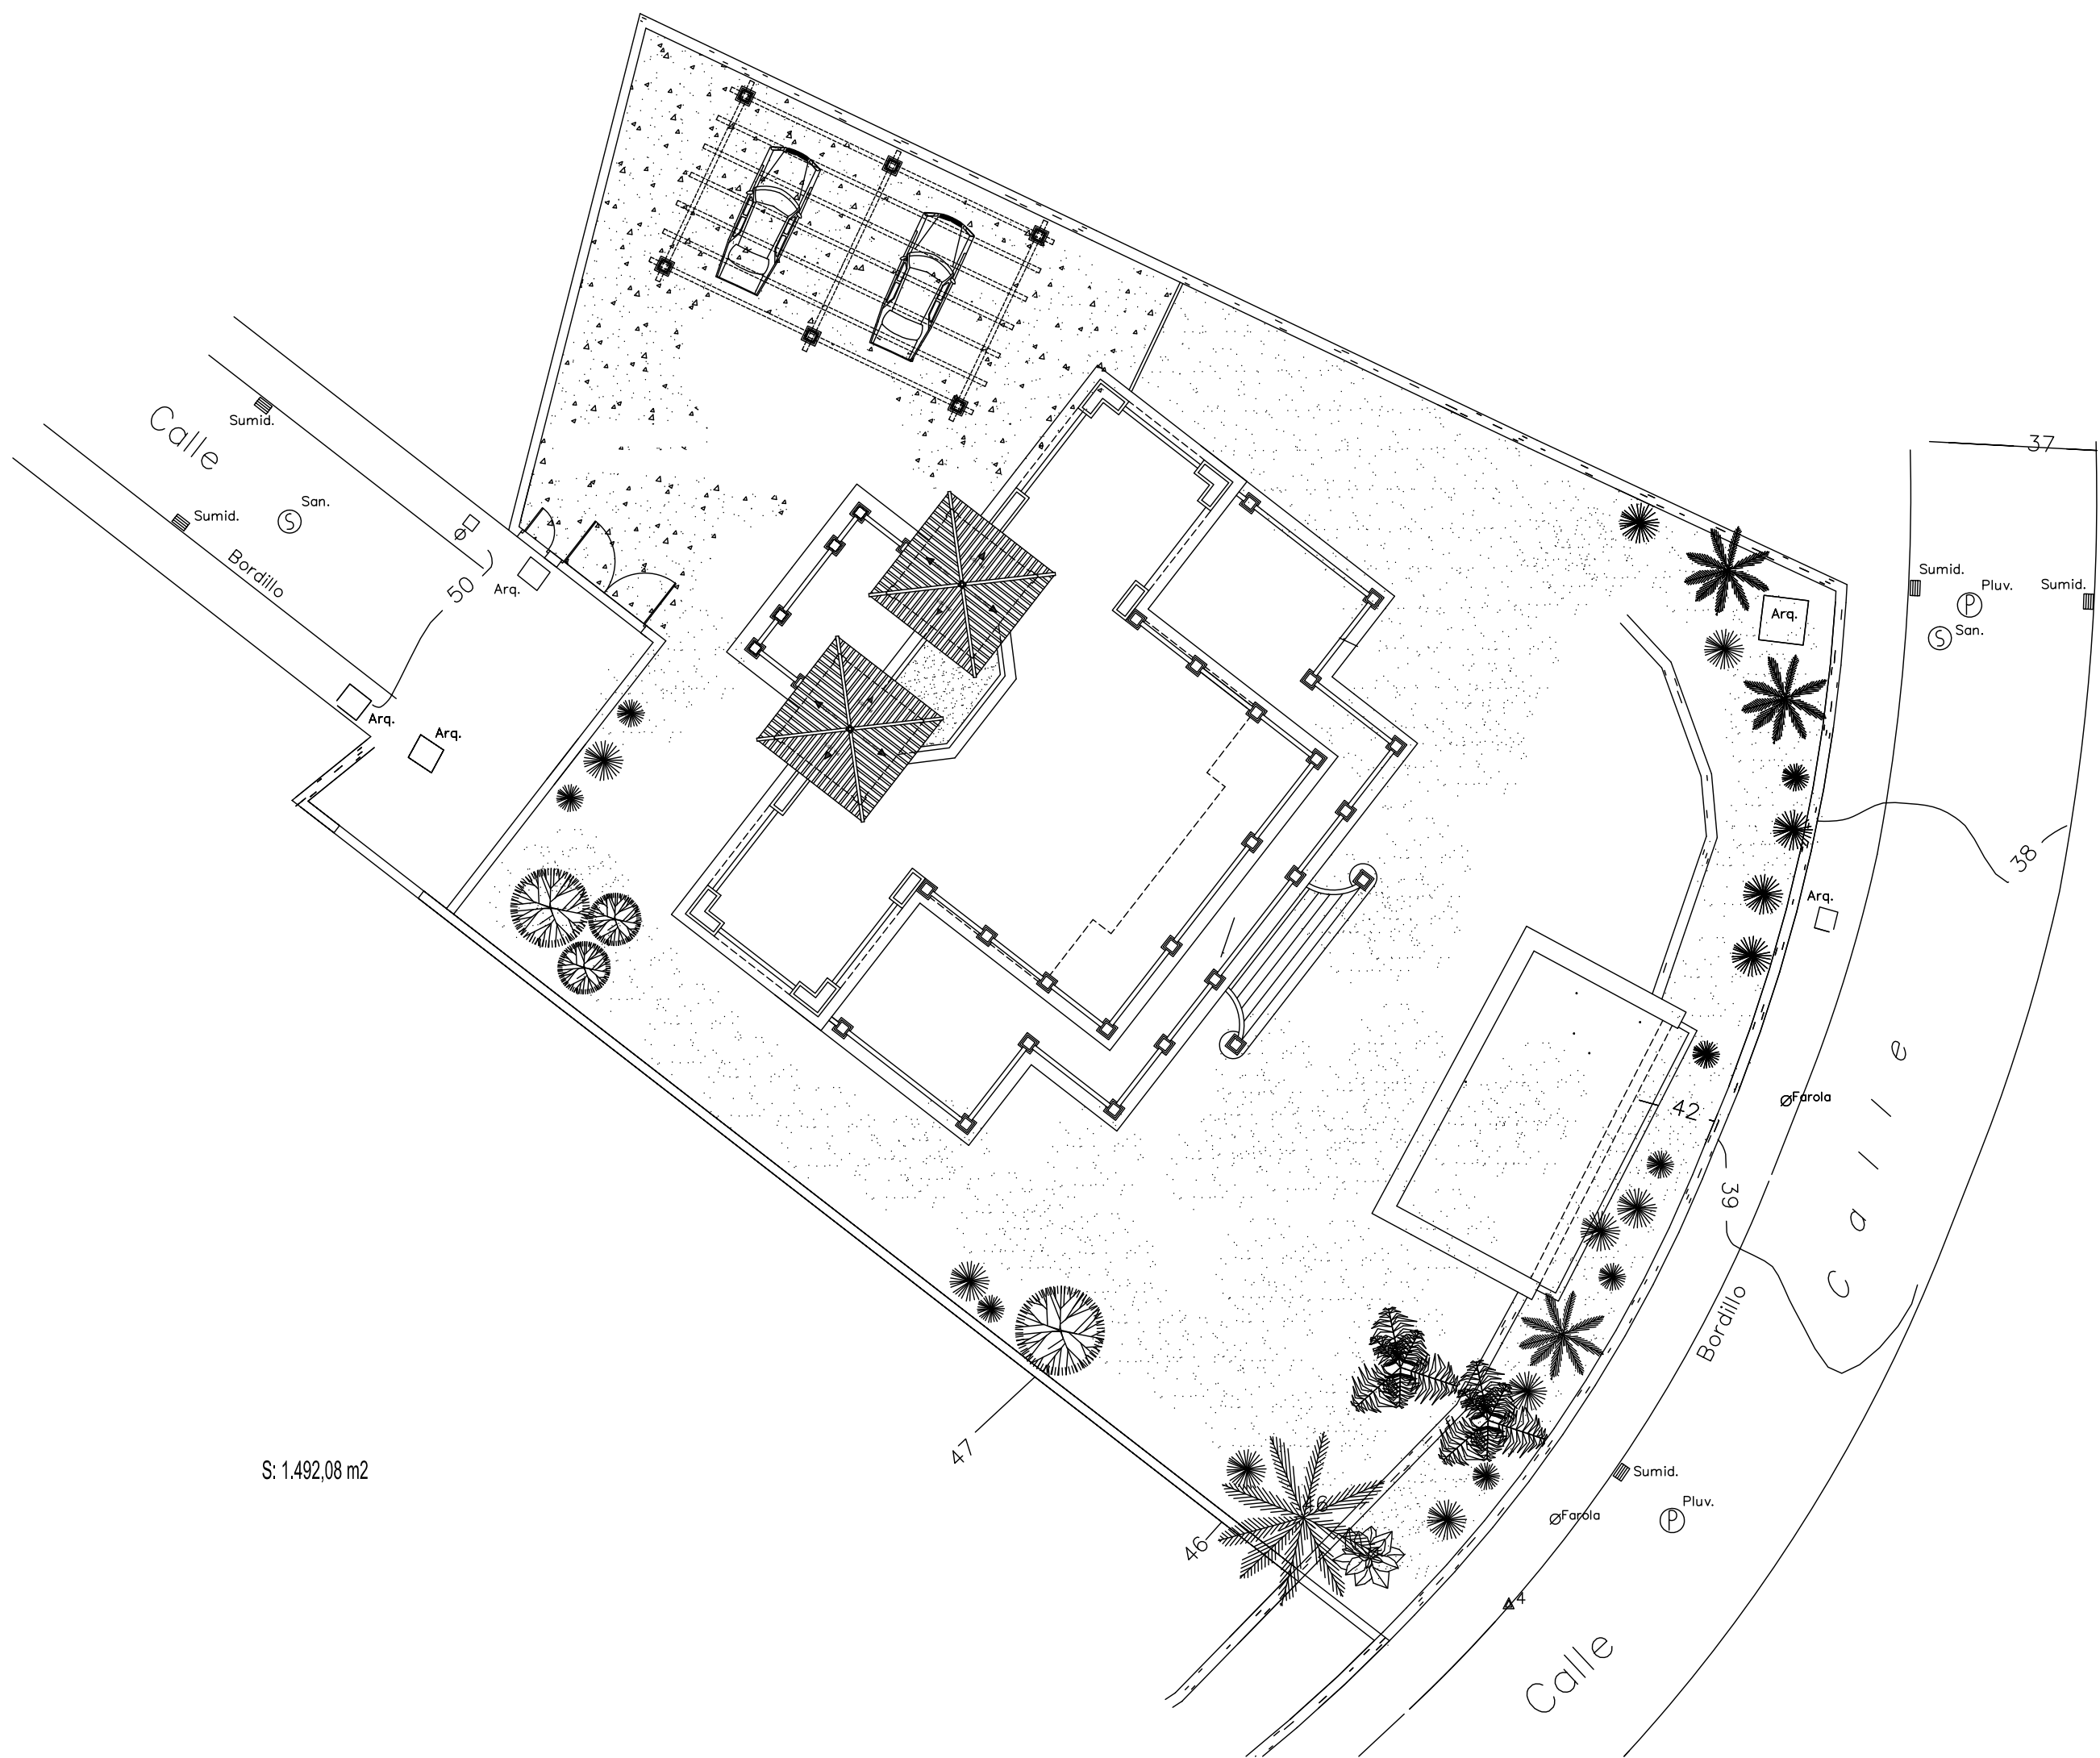 37
Calle
Sumid.
San.
Sumid.
Bordillo
50
Arq.
Arq.
Arq.
Sumid.
Pluv.
Sumid.
P
S
San.
Arq.
S
38
Arq.
Calle
Farola
42
39
Bordillo
47
S: 1.492,08 m2
46
46
Sumid.
Pluv.
P
Farola
4
Calle